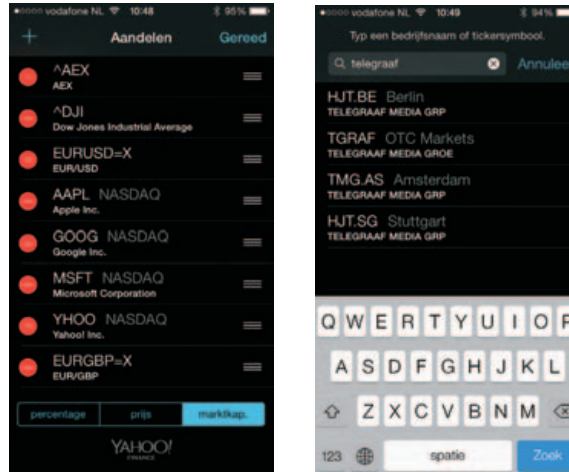 vodafone NL 10:48 95%
+ Aandelen Gereed
^AEX
AEX
^DJI
Dow Jones Industrial Average
EURUSD=X
EUR/USD
AAPL NASDAQ
Apple Inc.
GOOG NASDAQ
Google Inc.
MSFT NASDAQ
Microsoft Corporation
YHOO NASDAQ
Yahoo! Inc.
EURGBP=X
EUR/GBP
percentage prijs marktkap.
YAHOO!
FINANCE
vodafone NL 10:49 94%
Typ een bedrijfsnaam of tickersymbool.
telegraaf Annulee
HJT.BE Berlin
TELEGRAAF MEDIA GRP
TGRAF OTC Markets
TELEGRAAF MEDIA GROE
TMG.AS Amsterdam
TELEGRAAF MEDIA GRP
HJT.SG Stuttgart
TELEGRAAF MEDIA GRP
Q W E R T Y U I O P
A S D F G H J K L
Z X C V B N M
123 spatie Zoek